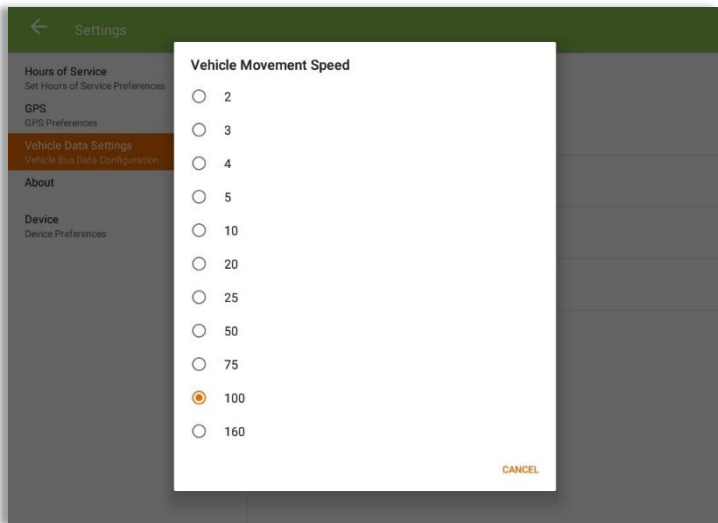 Settings
Hours of Service
Set Hours of Service Preferences
GPS
GPS Preferences
Vehicle Data Settings
Vehicle Bus Data Configuration
About
Device
Device Preferences
Vehicle Movement Speed
2
3
4
5
10
20
25
50
75
100
160
CANCEL